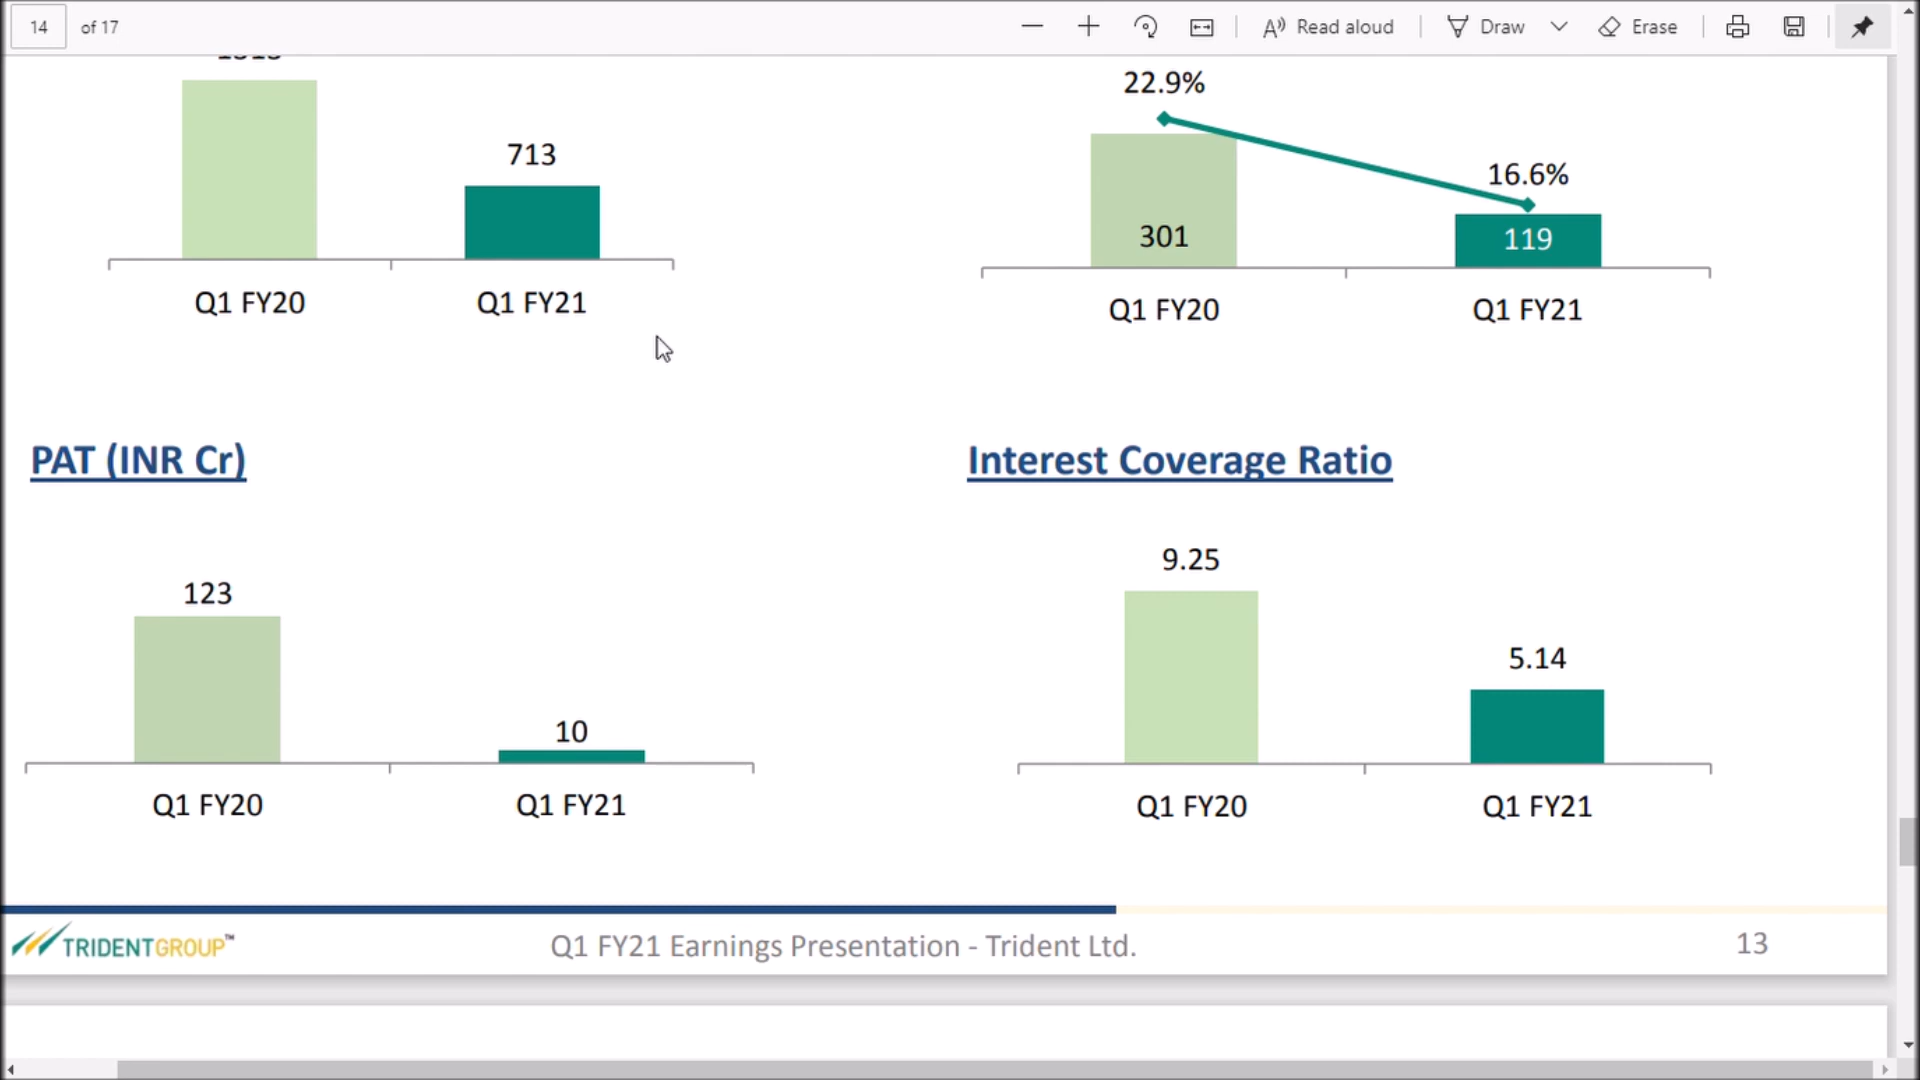 14 of 17 Read aloud Draw Erase
22.9%
713
16.6%
301
119
Q1 FY20 Q1 FY21
Q1 FY20 Q1 FY21
PAT (INR Cr)
Interest Coverage Ratio
123
10
9.25
5.14
Q1 FY20 Q1 FY21
Q1 FY20 Q1 FY21
TRIDENTGROUP™
Q1 FY21 Earnings Presentation - Trident Ltd.
13